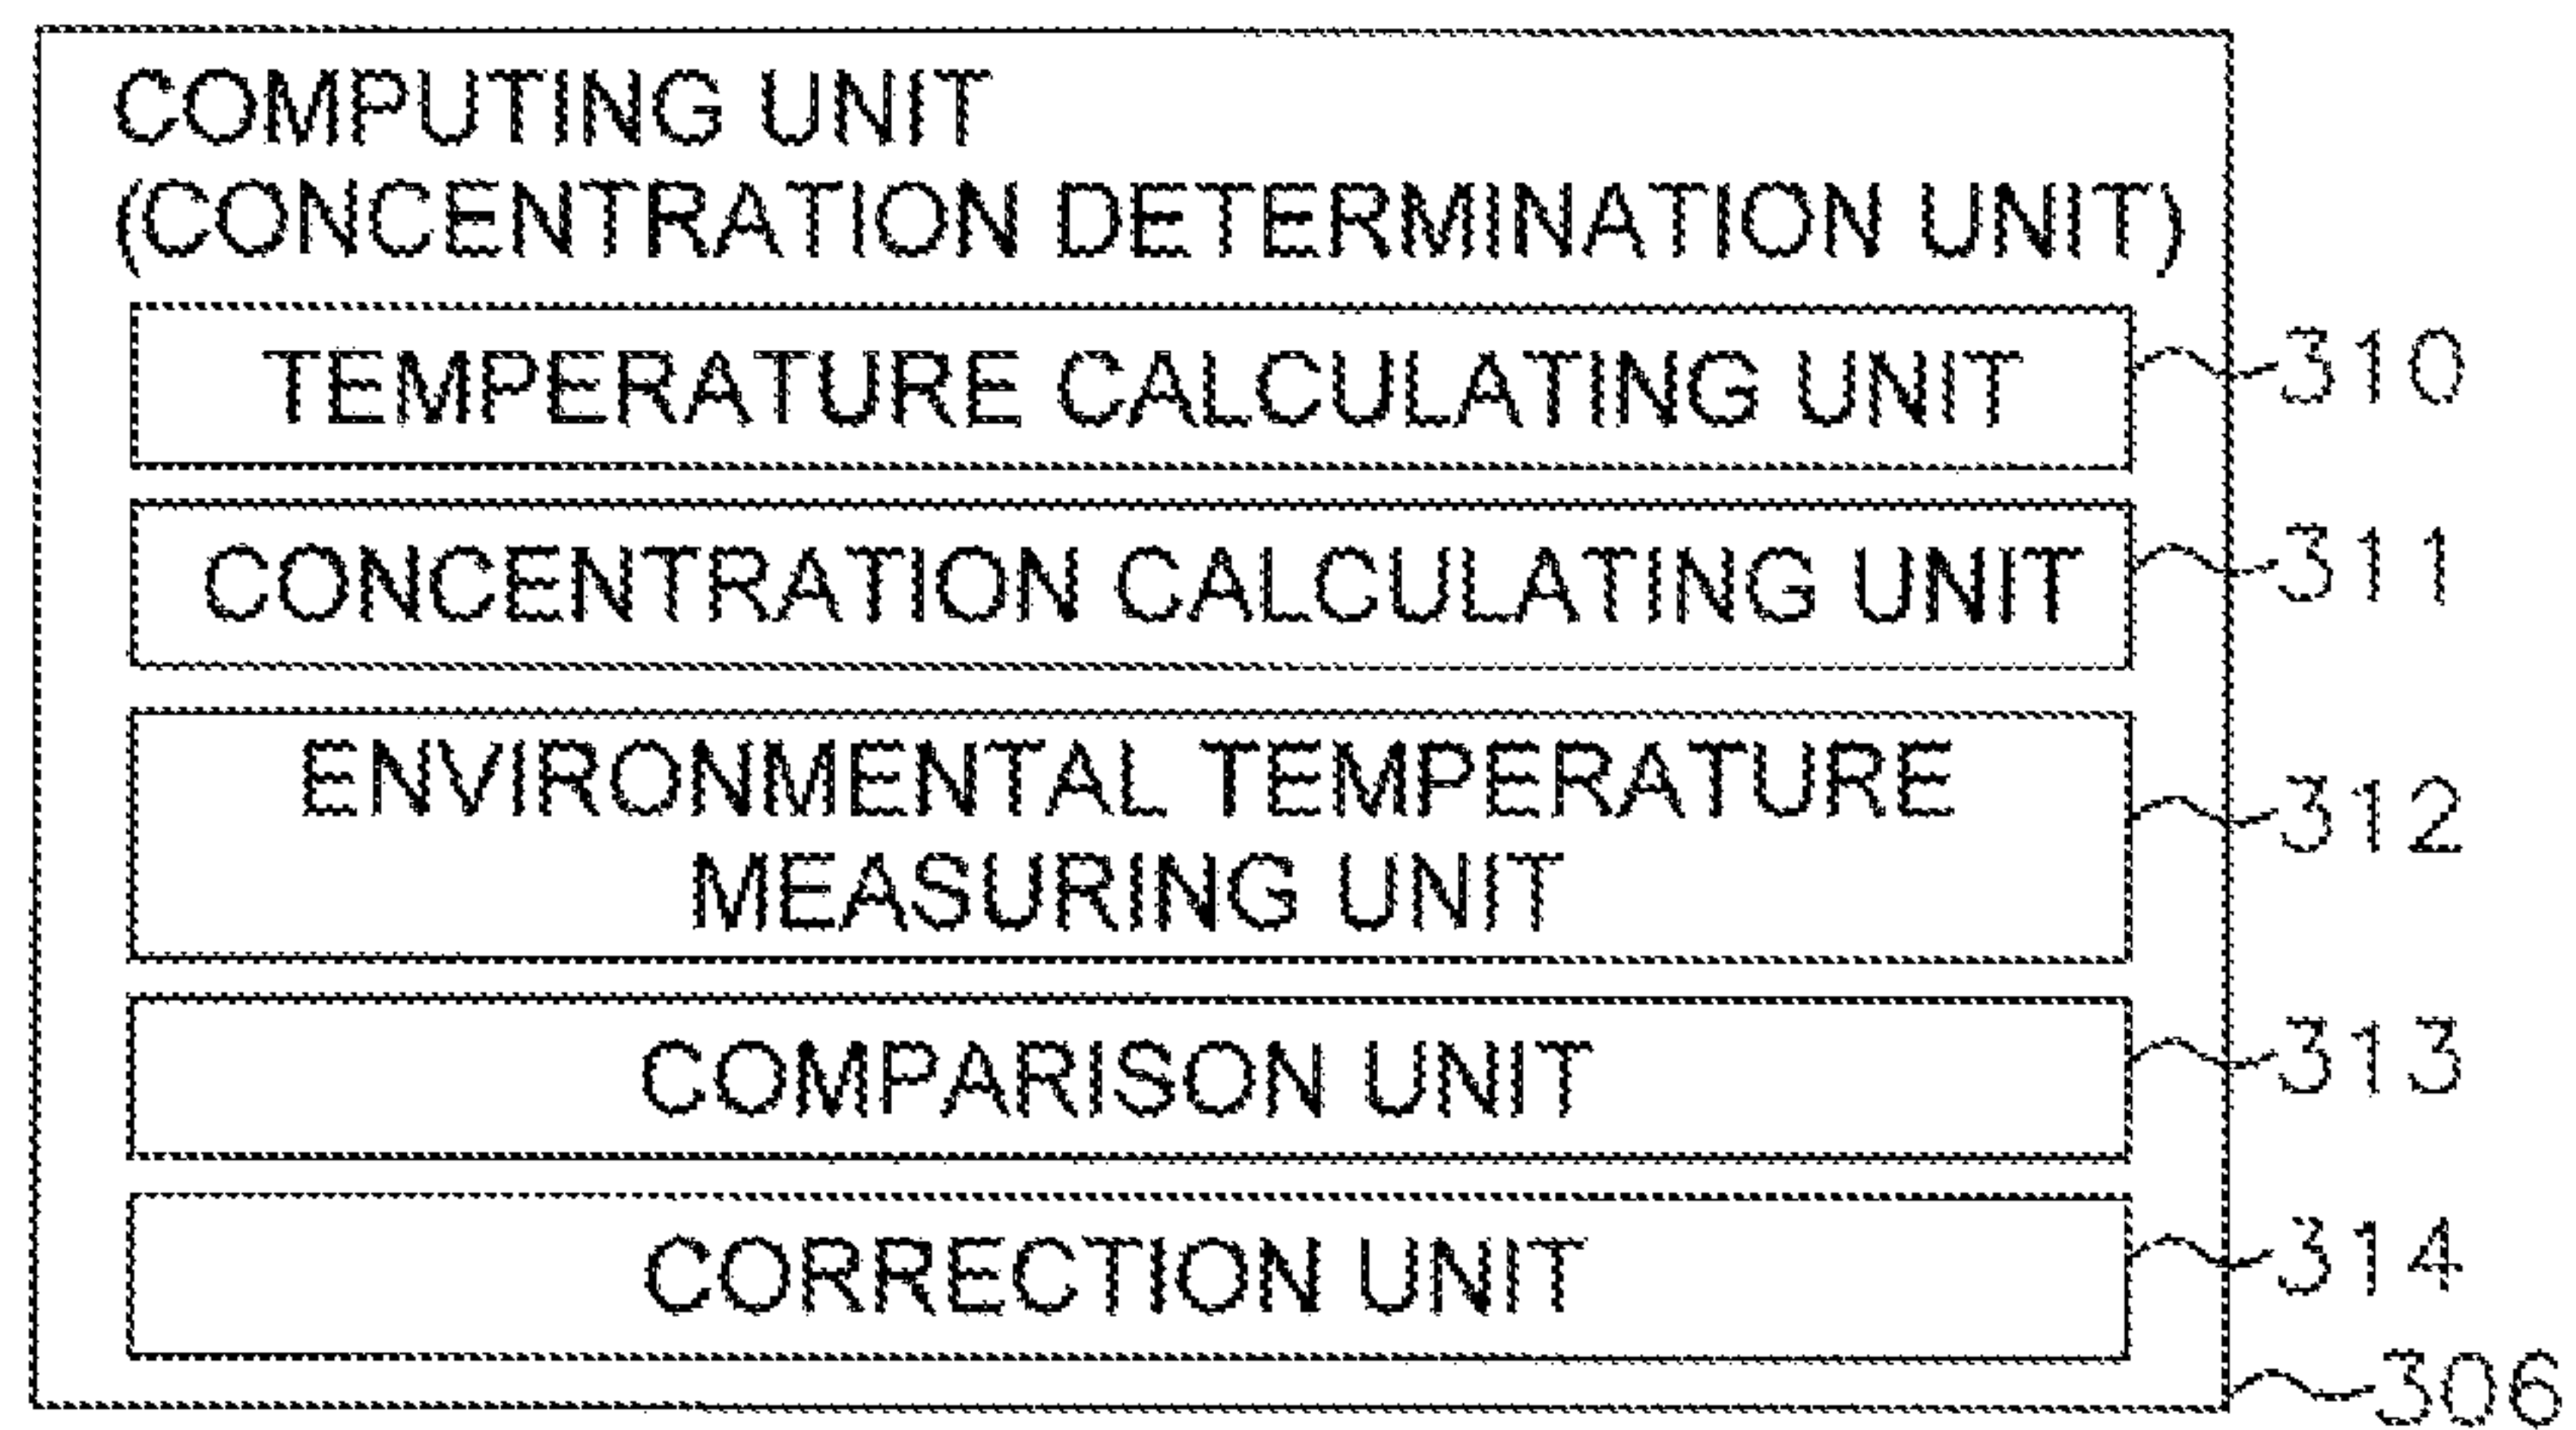 COMPUTING UNIT
(CONCENTRATION DETERMINATION UNIT)
TEMPERATURE CALCULATING UNIT
310
CONCENTRATION CALCULATING UNIT
311
ENVIRONMENTAL TEMPERATURE
MEASURING UNIT
312
COMPARISON UNIT
313
CORRECTION UNIT
314
306